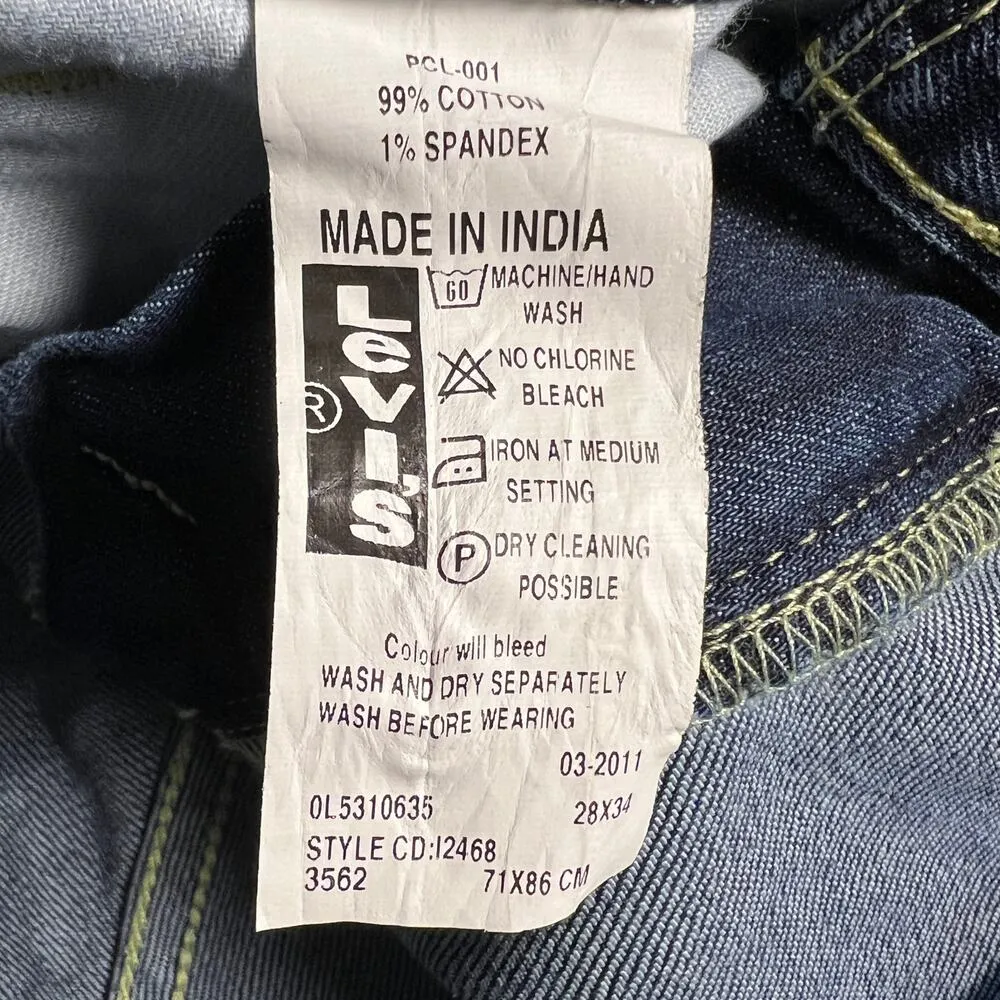 PCL-001
99% COTTON
1% SPANDEX
MADE IN INDIA
Levi's
®
60 MACHINE/HAND
WASH
NO CHLORINE
BLEACH
IRON AT MEDIUM
SETTING
P DRY CLEANING
POSSIBLE
Colour will bleed
WASH AND DRY SEPARATELY
WASH BEFORE WEARING
03-2011
0L5310635 28X34
STYLE CD:I2468
3562 71X86 CM